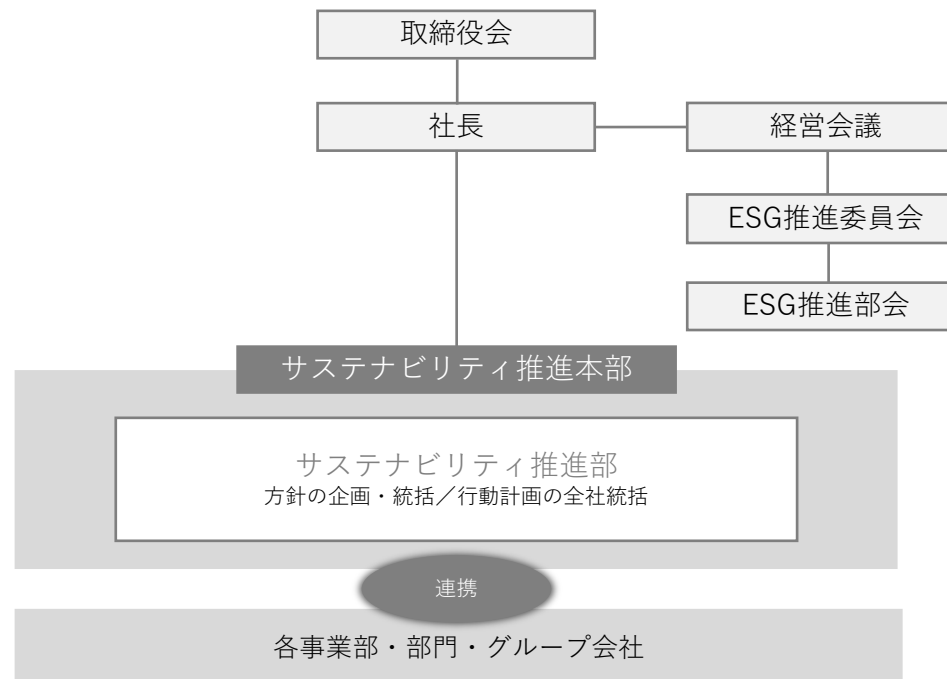 取締役会
社長
経営会議
ESG推進委員会
ESG推進部会
サステナビリティ推進本部
サステナビリティ推進部
方針の企画・統括／行動計画の全社統括
連携
各事業部・部門・グループ会社